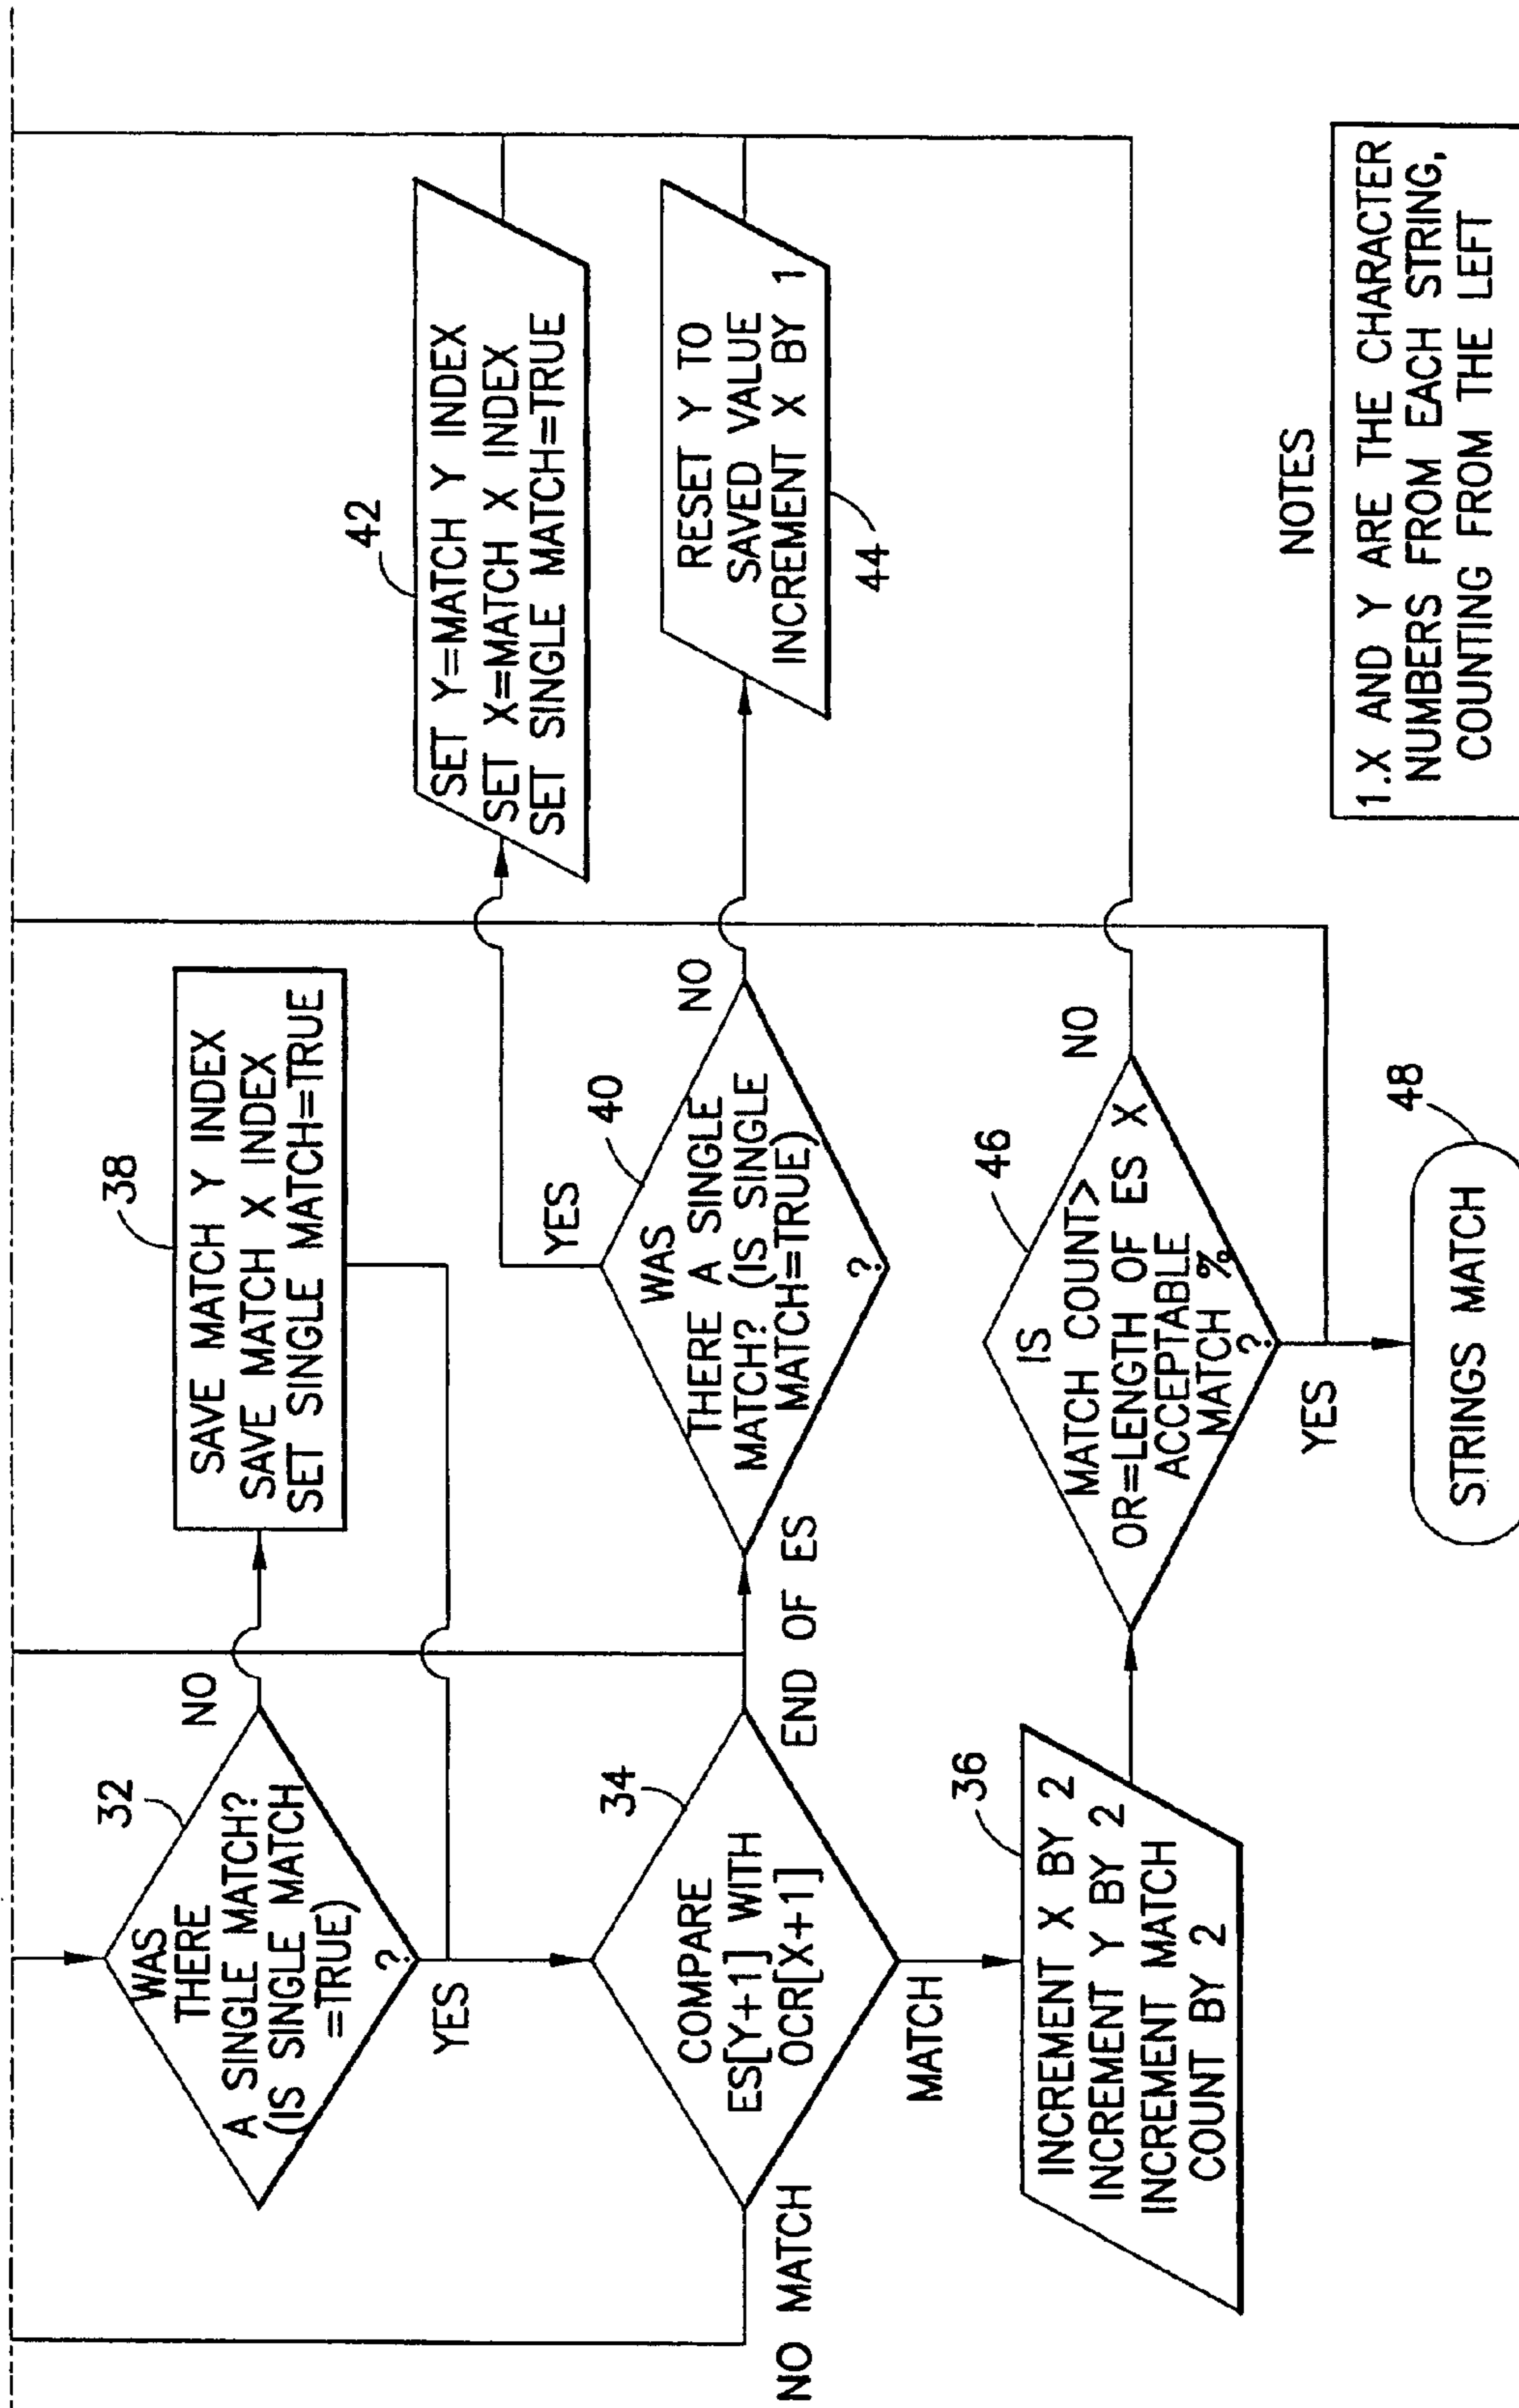 32
WAS
THERE
A SINGLE MATCH?
(IS SINGLE MATCH
=TRUE)
?
NO
YES
38
SAVE MATCH Y INDEX
SAVE MATCH X INDEX
SET SINGLE MATCH=TRUE
42
SET Y=MATCH Y INDEX
SET X=MATCH X INDEX
SET SINGLE MATCH=TRUE
34
COMPARE
ES[Y+1] WITH
OCR[X+1]
NO MATCH
MATCH
END OF ES
40
WAS
THERE A SINGLE
MATCH? (IS SINGLE
MATCH=TRUE)
?
YES
NO
RESET Y TO
SAVED VALUE
INCREMENT X BY 1
44
36
INCREMENT X BY 2
INCREMENT Y BY 2
INCREMENT MATCH
COUNT BY 2
46
IS
MATCH COUNT>
OR=LENGTH OF ES X
ACCEPTABLE
MATCH %
?
NO
YES
48
STRINGS MATCH
NOTES
1.X AND Y ARE THE CHARACTER
NUMBERS FROM EACH STRING,
COUNTING FROM THE LEFT